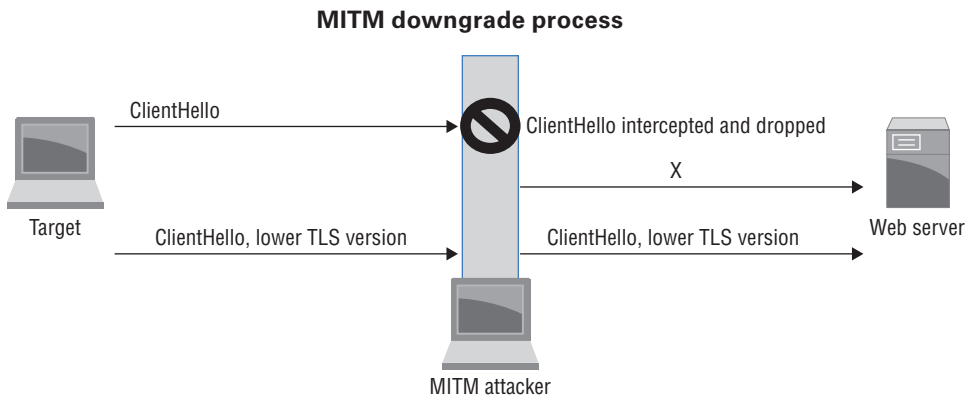 MITM downgrade process
ClientHello
ClientHello intercepted and dropped
X
Target
Web server
ClientHello, lower TLS version
ClientHello, lower TLS version
MITM attacker